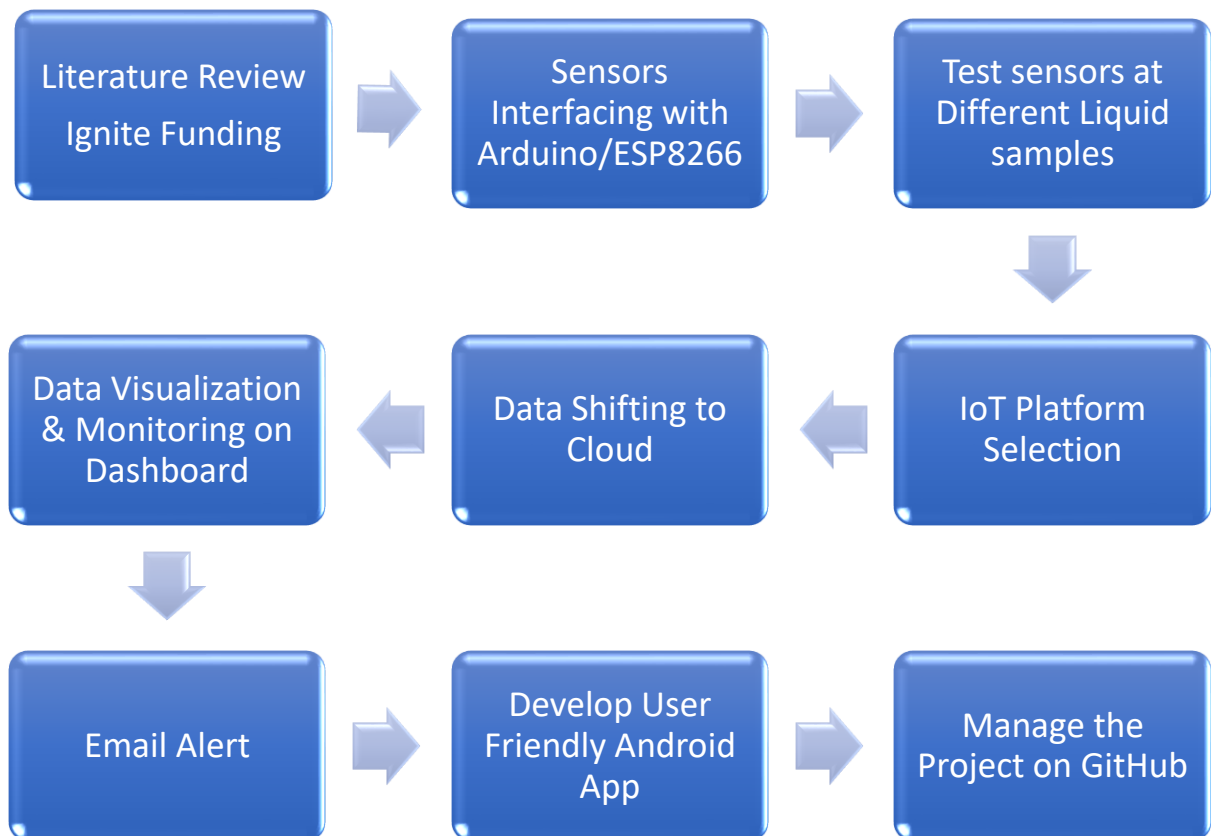 Literature Review
Ignite Funding
Sensors
Interfacing with
Arduino/ESP8266
Test sensors at
Different Liquid
samples
IoT Platform
Selection
Data Shifting to
Cloud
Data Visualization
& Monitoring on
Dashboard
Email Alert
Develop User
Friendly Android
App
Manage the
Project on GitHub